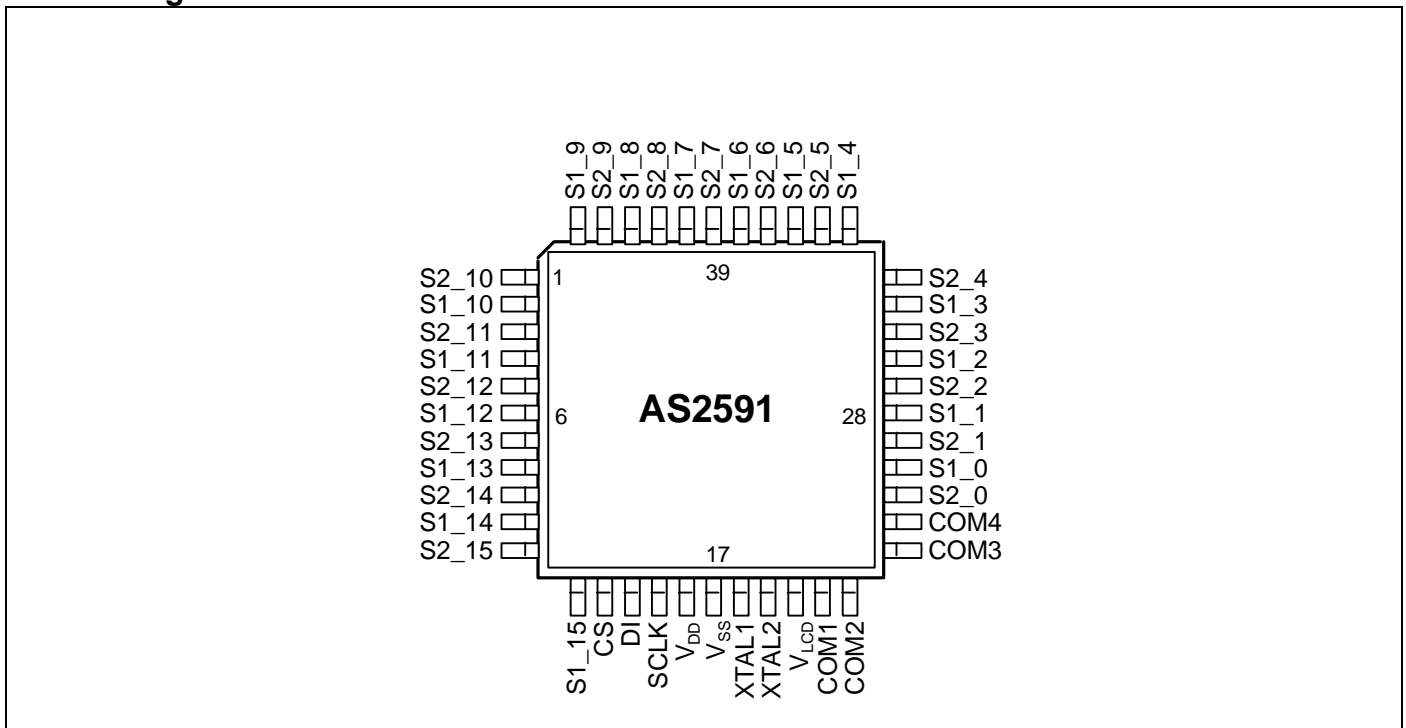 S1_9
S2_9
S1_8
S2_8
S1_7
S2_7
S1_6
S2_6
S1_5
S2_5
S1_4
S2_10
S1_10
S2_11
S1_11
S2_12
S1_12
S2_13
S1_13
S2_14
S1_14
S2_15
1
39
6
AS2591
28
17
S2_4
S1_3
S2_3
S1_2
S2_2
S1_1
S2_1
S1_0
S2_0
COM4
COM3
S1_15
CS
DI
SCLK
VDD
VSS
XTAL1
XTAL2
VLCD
COM1
COM2